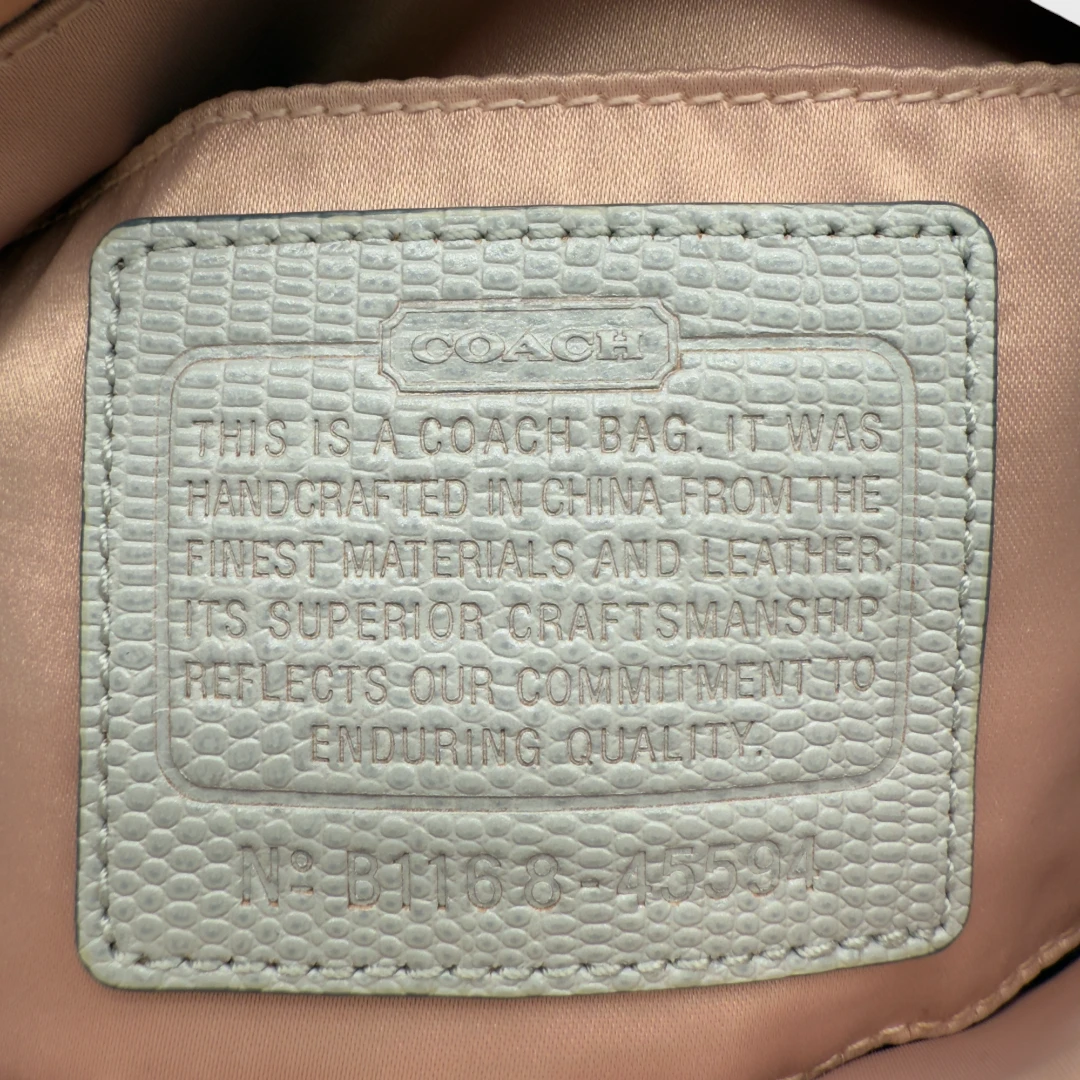 COACH
THIS IS A COACH BAG. IT WAS
HANDCRAFTED IN CHINA FROM THE
FINEST MATERIALS AND LEATHER.
ITS SUPERIOR CRAFTSMANSHIP
REFLECTS OUR COMMITMENT TO
ENDURING QUALITY.
Nº B1168-45594